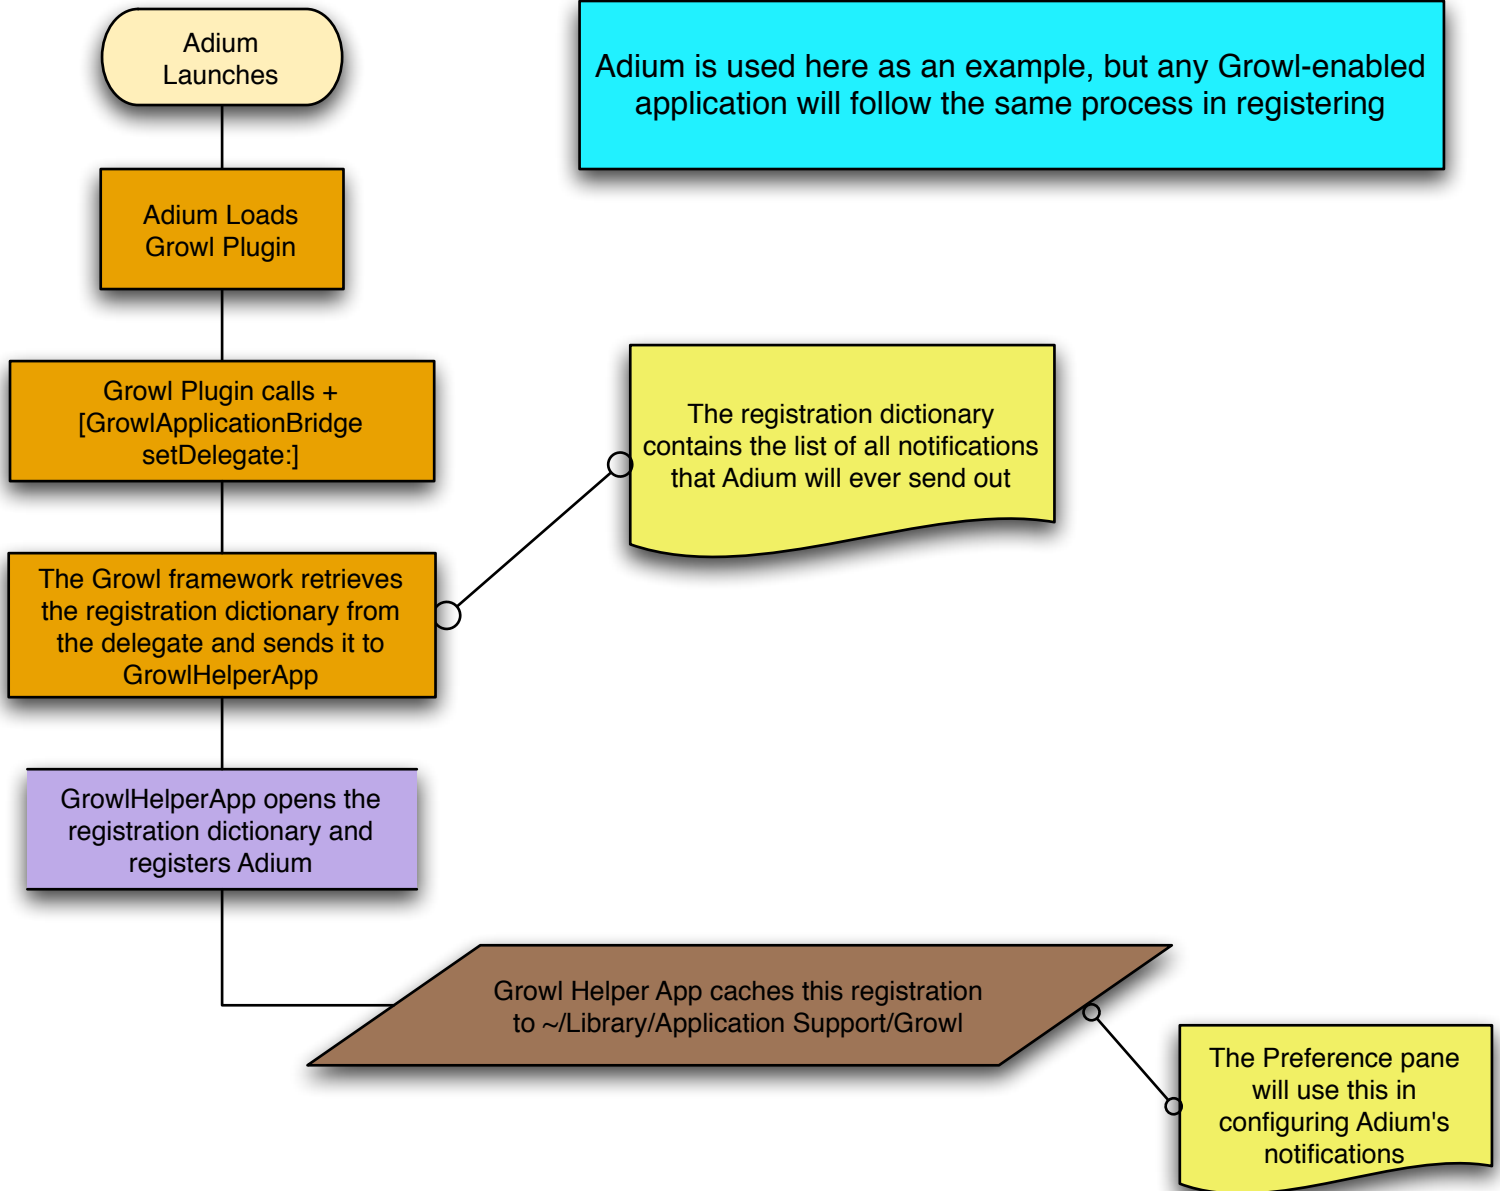 Adium
Launches
Adium is used here as an example, but any Growl-enabled
application will follow the same process in registering
Adium Loads
Growl Plugin
Growl Plugin calls +
[GrowlApplicationBridge
setDelegate:]
The registration dictionary
contains the list of all notifications
that Adium will ever send out
The Growl framework retrieves
the registration dictionary from
the delegate and sends it to
GrowlHelperApp
GrowlHelperApp opens the
registration dictionary and
registers Adium
Growl Helper App caches this registration
to ~/Library/Application Support/Growl
The Preference pane
will use this in
configuring Adium's
notifications